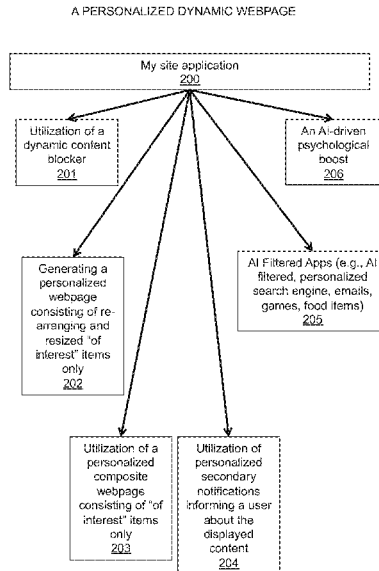 A PERSONALIZED DYNAMIC WEBPAGE
My site application
200
Utilization of a
dynamic content
blocker
201
An AI-driven
psychological
boost
206
Generating a
personalized
webpage
consisting of re-
arranging and
resized "of
interest" items
only
202
AI Filtered Apps (e.g., AI
filtered, personalized
search engine, emails,
games, food items)
205
Utilization of a
personalized
composite
webpage
consisting of "of
interest" items
only
203
Utilization of
personalized
secondary
notifications
informing a user
about the
displayed
content
204